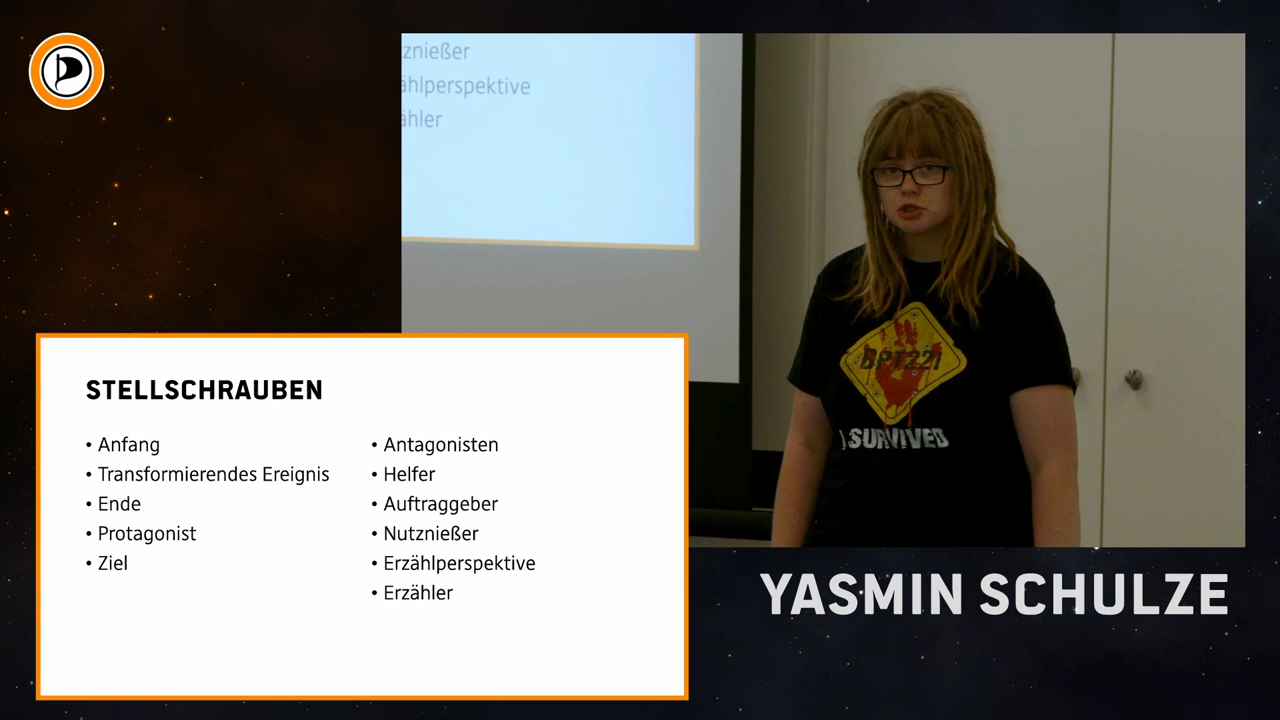 znießer
ählperspektive
ähler
BPT221
I SURVIVED
STELLSCHRAUBEN
• Anfang
• Transformierendes Ereignis
• Ende
• Protagonist
• Ziel
• Antagonisten
• Helfer
• Auftraggeber
• Nutznießer
• Erzählperspektive
• Erzähler
YASMIN SCHULZE